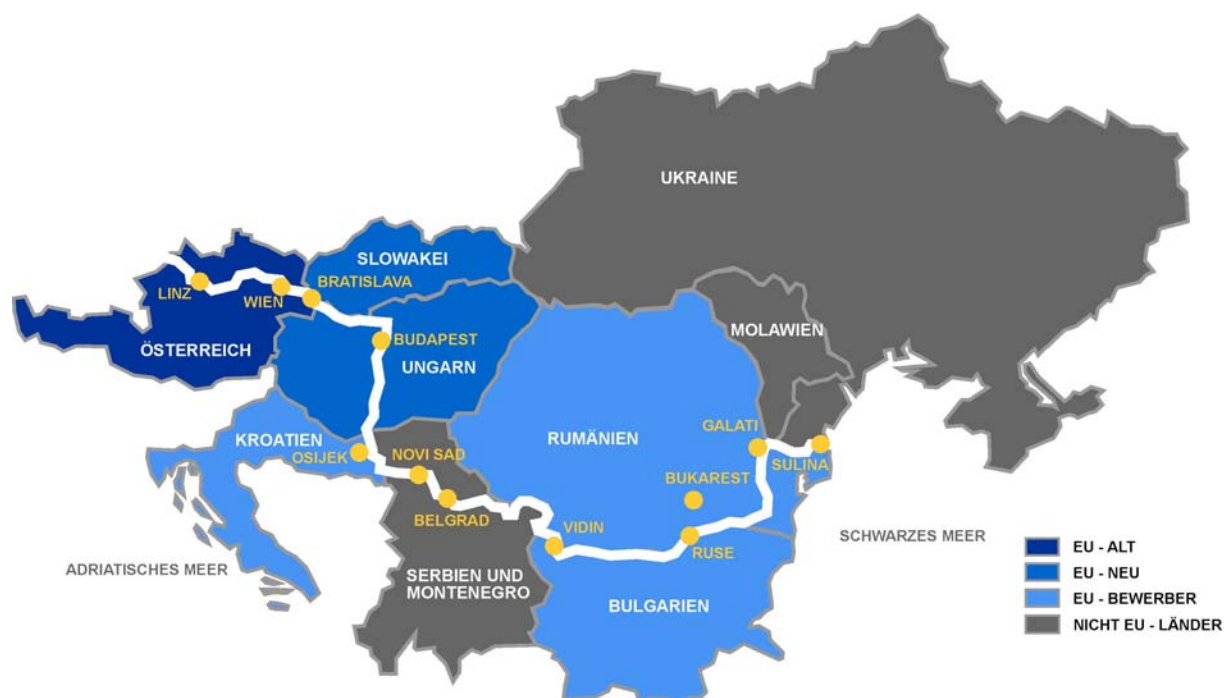 UKRAINE
SLOWAKEI
BRATISLAVA
LINZ
WIEN
MOLAWIEN
BUDAPEST
ÖSTERREICH
UNGARN
GALATI
KROATIEN
RUMÄNIEN
OSIJEK
NOVI SAD
SULINA
BUKAREST
BELGRAD
VIDIN
RUSE
SCHWARZES MEER
ADRIATISCHES MEER
SERBIEN UND
MONTENEGRO
BULGARIEN
EU - ALT
EU - NEU
EU - BEWERBER
NICHT EU - LÄNDER